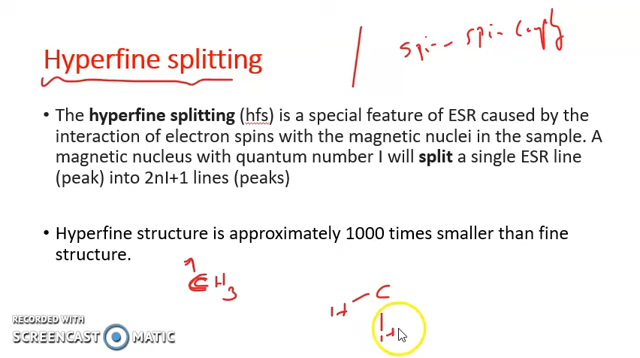 Spin - Spin Coupling
Hyperfine splitting
The hyperfine splitting (hfs) is a special feature of ESR caused by the
interaction of electron spins with the magnetic nuclei in the sample. A
magnetic nucleus with quantum number I will split a single ESR line
(peak) into 2nI+1 lines (peaks)
Hyperfine structure is approximately 1000 times smaller than fine
structure.
CH3
H - C
H
RECORDED WITH
SCREENCAST MATIC